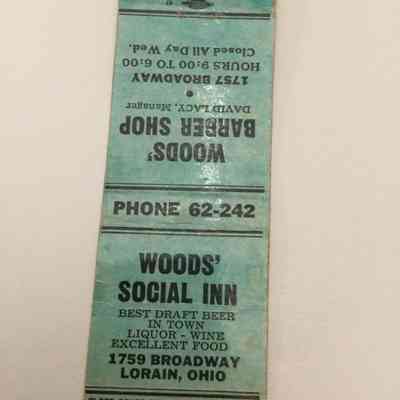 WOODS'
BARBER SHOP
DAVID LACY, Manager
•
1757 BROADWAY
HOURS 9:00 TO 6:00
Closed All Day Wed.
PHONE 62-242
WOODS'
SOCIAL INN
BEST DRAFT BEER
IN TOWN
LIQUOR - WINE
EXCELLENT FOOD
1759 BROADWAY
LORAIN, OHIO